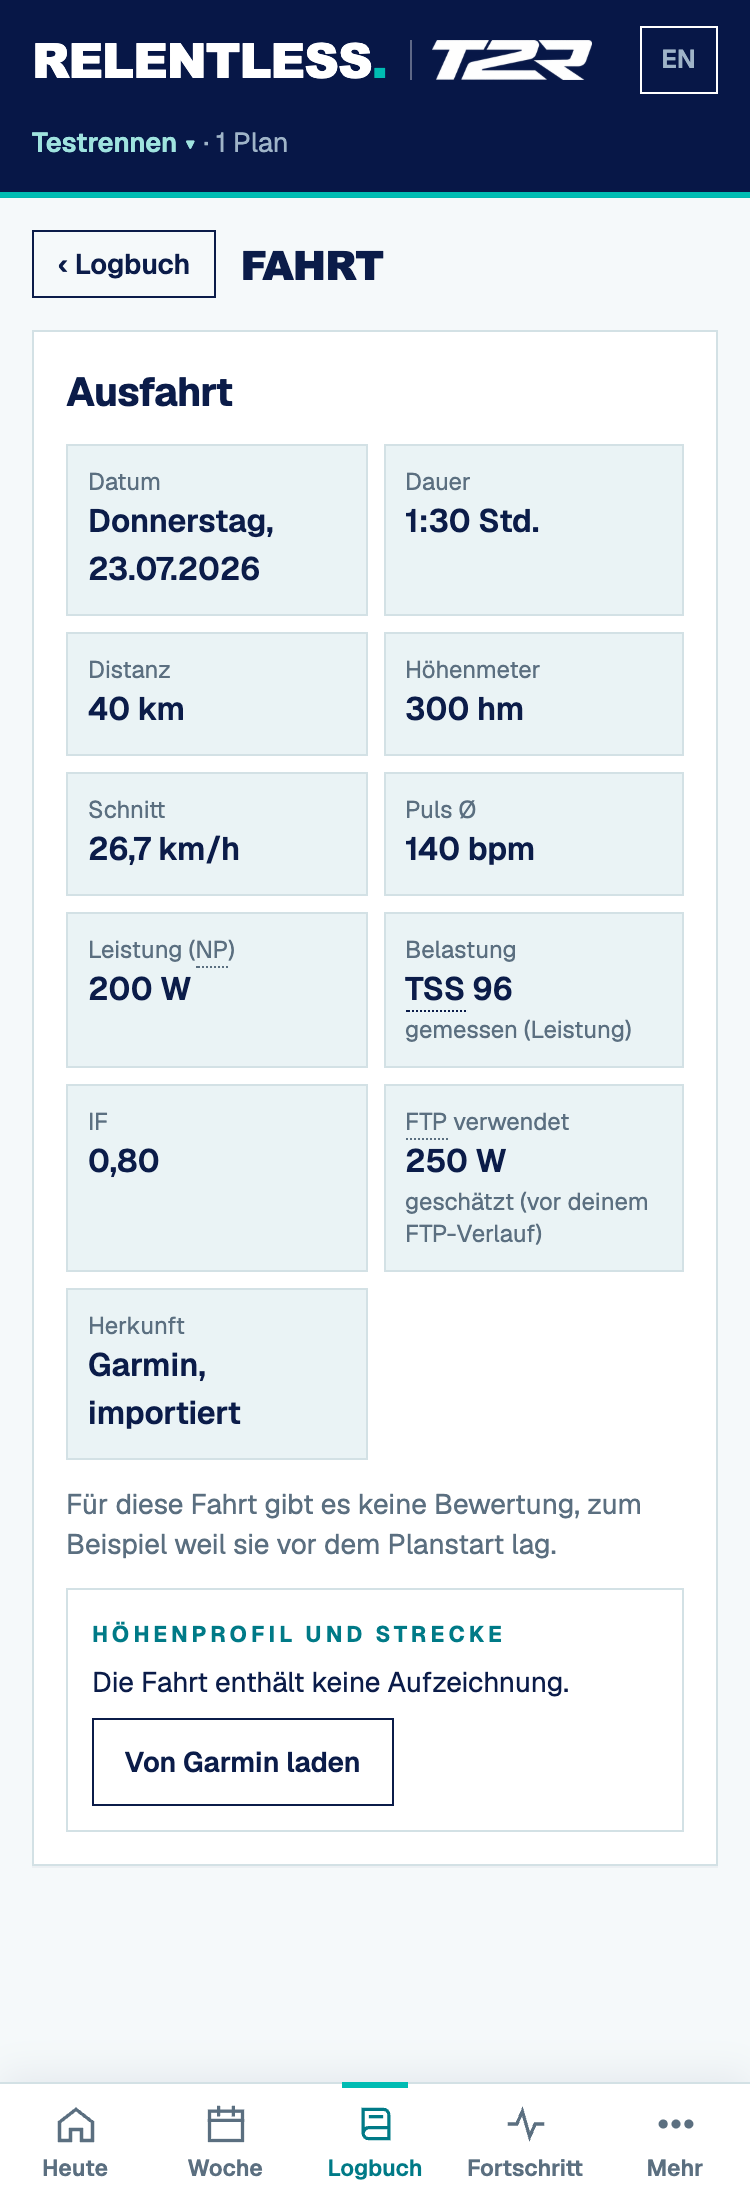 RELENTLESS. T2R EN
Testrennen ▾ · 1 Plan
‹ Logbuch FAHRT
Ausfahrt
Datum
Donnerstag,
23.07.2026
Dauer
1:30 Std.
Distanz
40 km
Höhenmeter
300 hm
Schnitt
26,7 km/h
Puls Ø
140 bpm
Leistung (NP)
200 W
Belastung
TSS 96
gemessen (Leistung)
IF
0,80
FTP verwendet
250 W
geschätzt (vor deinem
FTP-Verlauf)
Herkunft
Garmin,
importiert
Für diese Fahrt gibt es keine Bewertung, zum
Beispiel weil sie vor dem Planstart lag.
HÖHENPROFIL UND STRECKE
Die Fahrt enthält keine Aufzeichnung.
Von Garmin laden
Heute Woche Logbuch Fortschritt Mehr